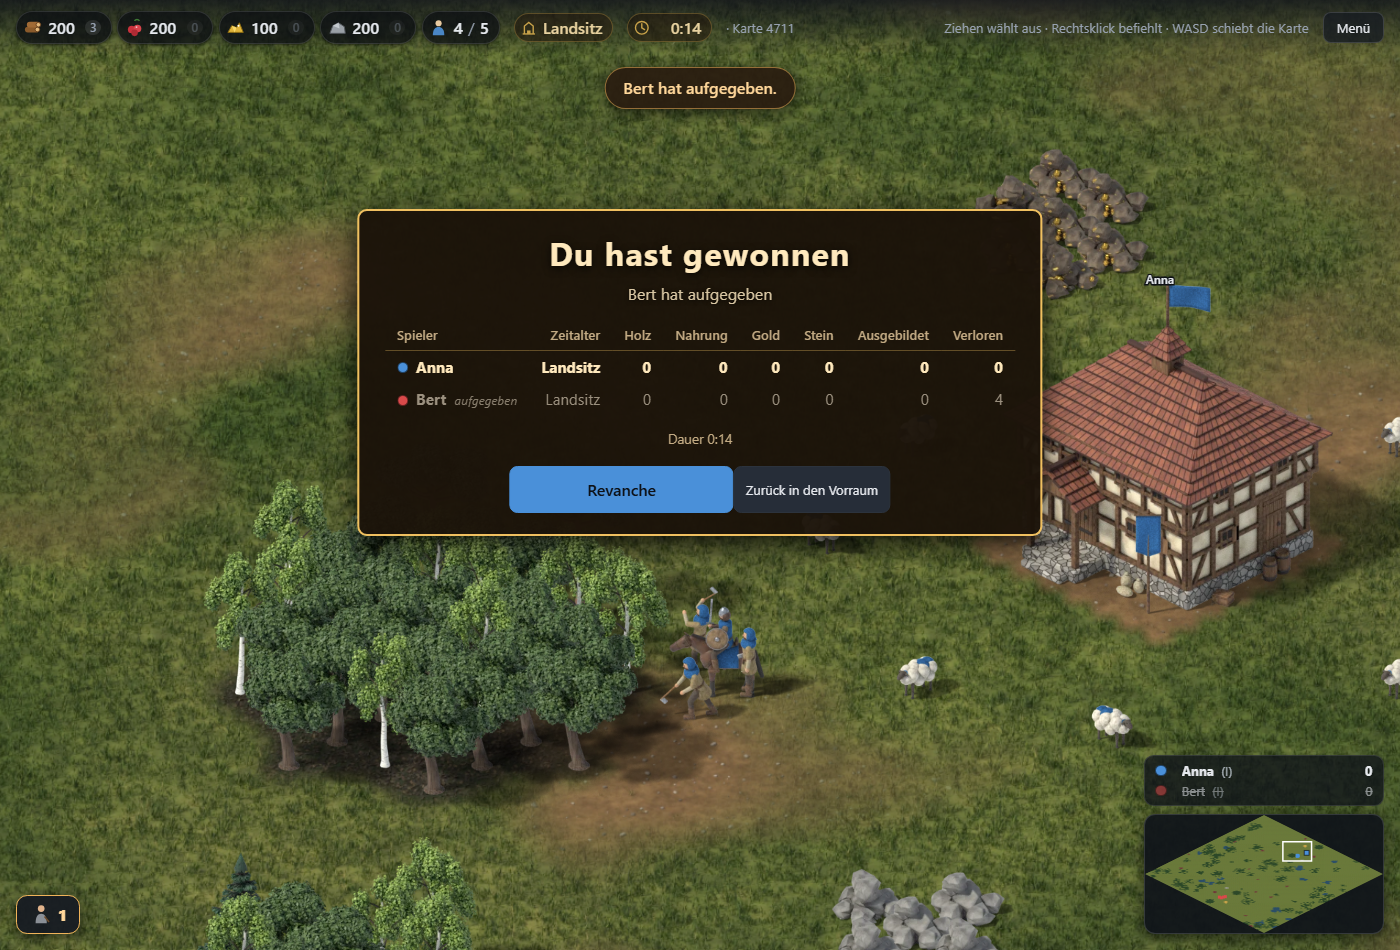 200 3 200 0 100 0 200 0 4 / 5 Landsitz 0:14 · Karte 4711 Ziehen wählt aus · Rechtsklick befiehlt · WASD schiebt die Karte Menü
Bert hat aufgegeben.
Du hast gewonnen
Bert hat aufgegeben
Spieler Zeitalter Holz Nahrung Gold Stein Ausgebildet Verloren
Anna Landsitz 0 0 0 0 0 0
Bert aufgegeben Landsitz 0 0 0 0 0 4
Dauer 0:14
Revanche Zurück in den Vorraum
Anna
Anna (I) 0
Bert (I) 0
1